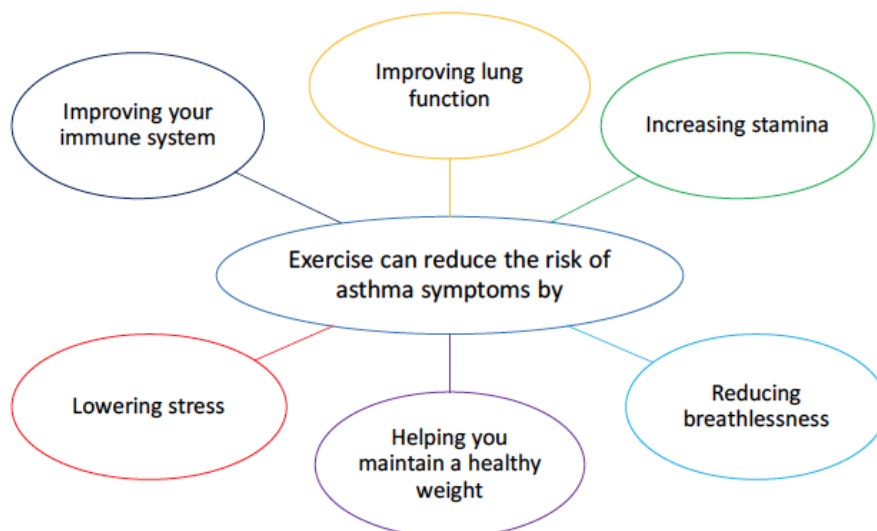 Improving lung
function
Improving your
immune system
Increasing stamina
Exercise can reduce the risk of
asthma symptoms by
Lowering stress
Reducing
breathlessness
Helping you
maintain a healthy
weight